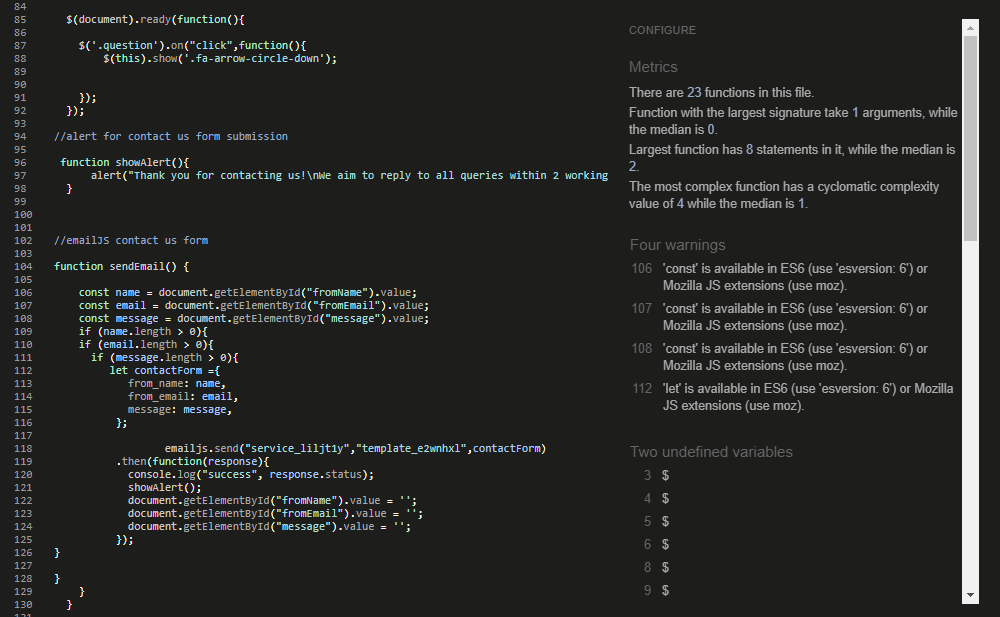 84
85 $(document).ready(function(){
86
87 $('.question').on("click",function(){
88 $(this).show('.fa-arrow-circle-down');
89
90
91 });
92 });
93
94 //alert for contact us form submission
95
96 function showAlert(){
97 alert("Thank you for contacting us!\nWe aim to reply to all queries within 2 working
98 }
99
100
101
102 //emailJS contact us form
103
104 function sendEmail() {
105
106 const name = document.getElementById("fromName").value;
107 const email = document.getElementById("fromEmail").value;
108 const message = document.getElementById("message").value;
109 if (name.length > 0){
110 if (email.length > 0){
111 if (message.length > 0){
112 let contactForm ={
113 from_name: name,
114 from_email: email,
115 message: message,
116 };
117
118 emailjs.send("service_liljt1y","template_e2wnhxl",contactForm)
119 .then(function(response){
120 console.log("success", response.status);
121 showAlert();
122 document.getElementById("fromName").value = '';
123 document.getElementById("fromEmail").value = '';
124 document.getElementById("message").value = '';
125 });
126 }
127
128 }
129 }
130 }
131
CONFIGURE
Metrics
There are 23 functions in this file.
Function with the largest signature take 1 arguments, while
the median is 0.
Largest function has 8 statements in it, while the median is
2.
The most complex function has a cyclomatic complexity
value of 4 while the median is 1.
Four warnings
106 'const' is available in ES6 (use 'esversion: 6') or
Mozilla JS extensions (use moz).
107 'const' is available in ES6 (use 'esversion: 6') or
Mozilla JS extensions (use moz).
108 'const' is available in ES6 (use 'esversion: 6') or
Mozilla JS extensions (use moz).
112 'let' is available in ES6 (use 'esversion: 6') or Mozilla
JS extensions (use moz).
Two undefined variables
3 $
4 $
5 $
6 $
8 $
9 $